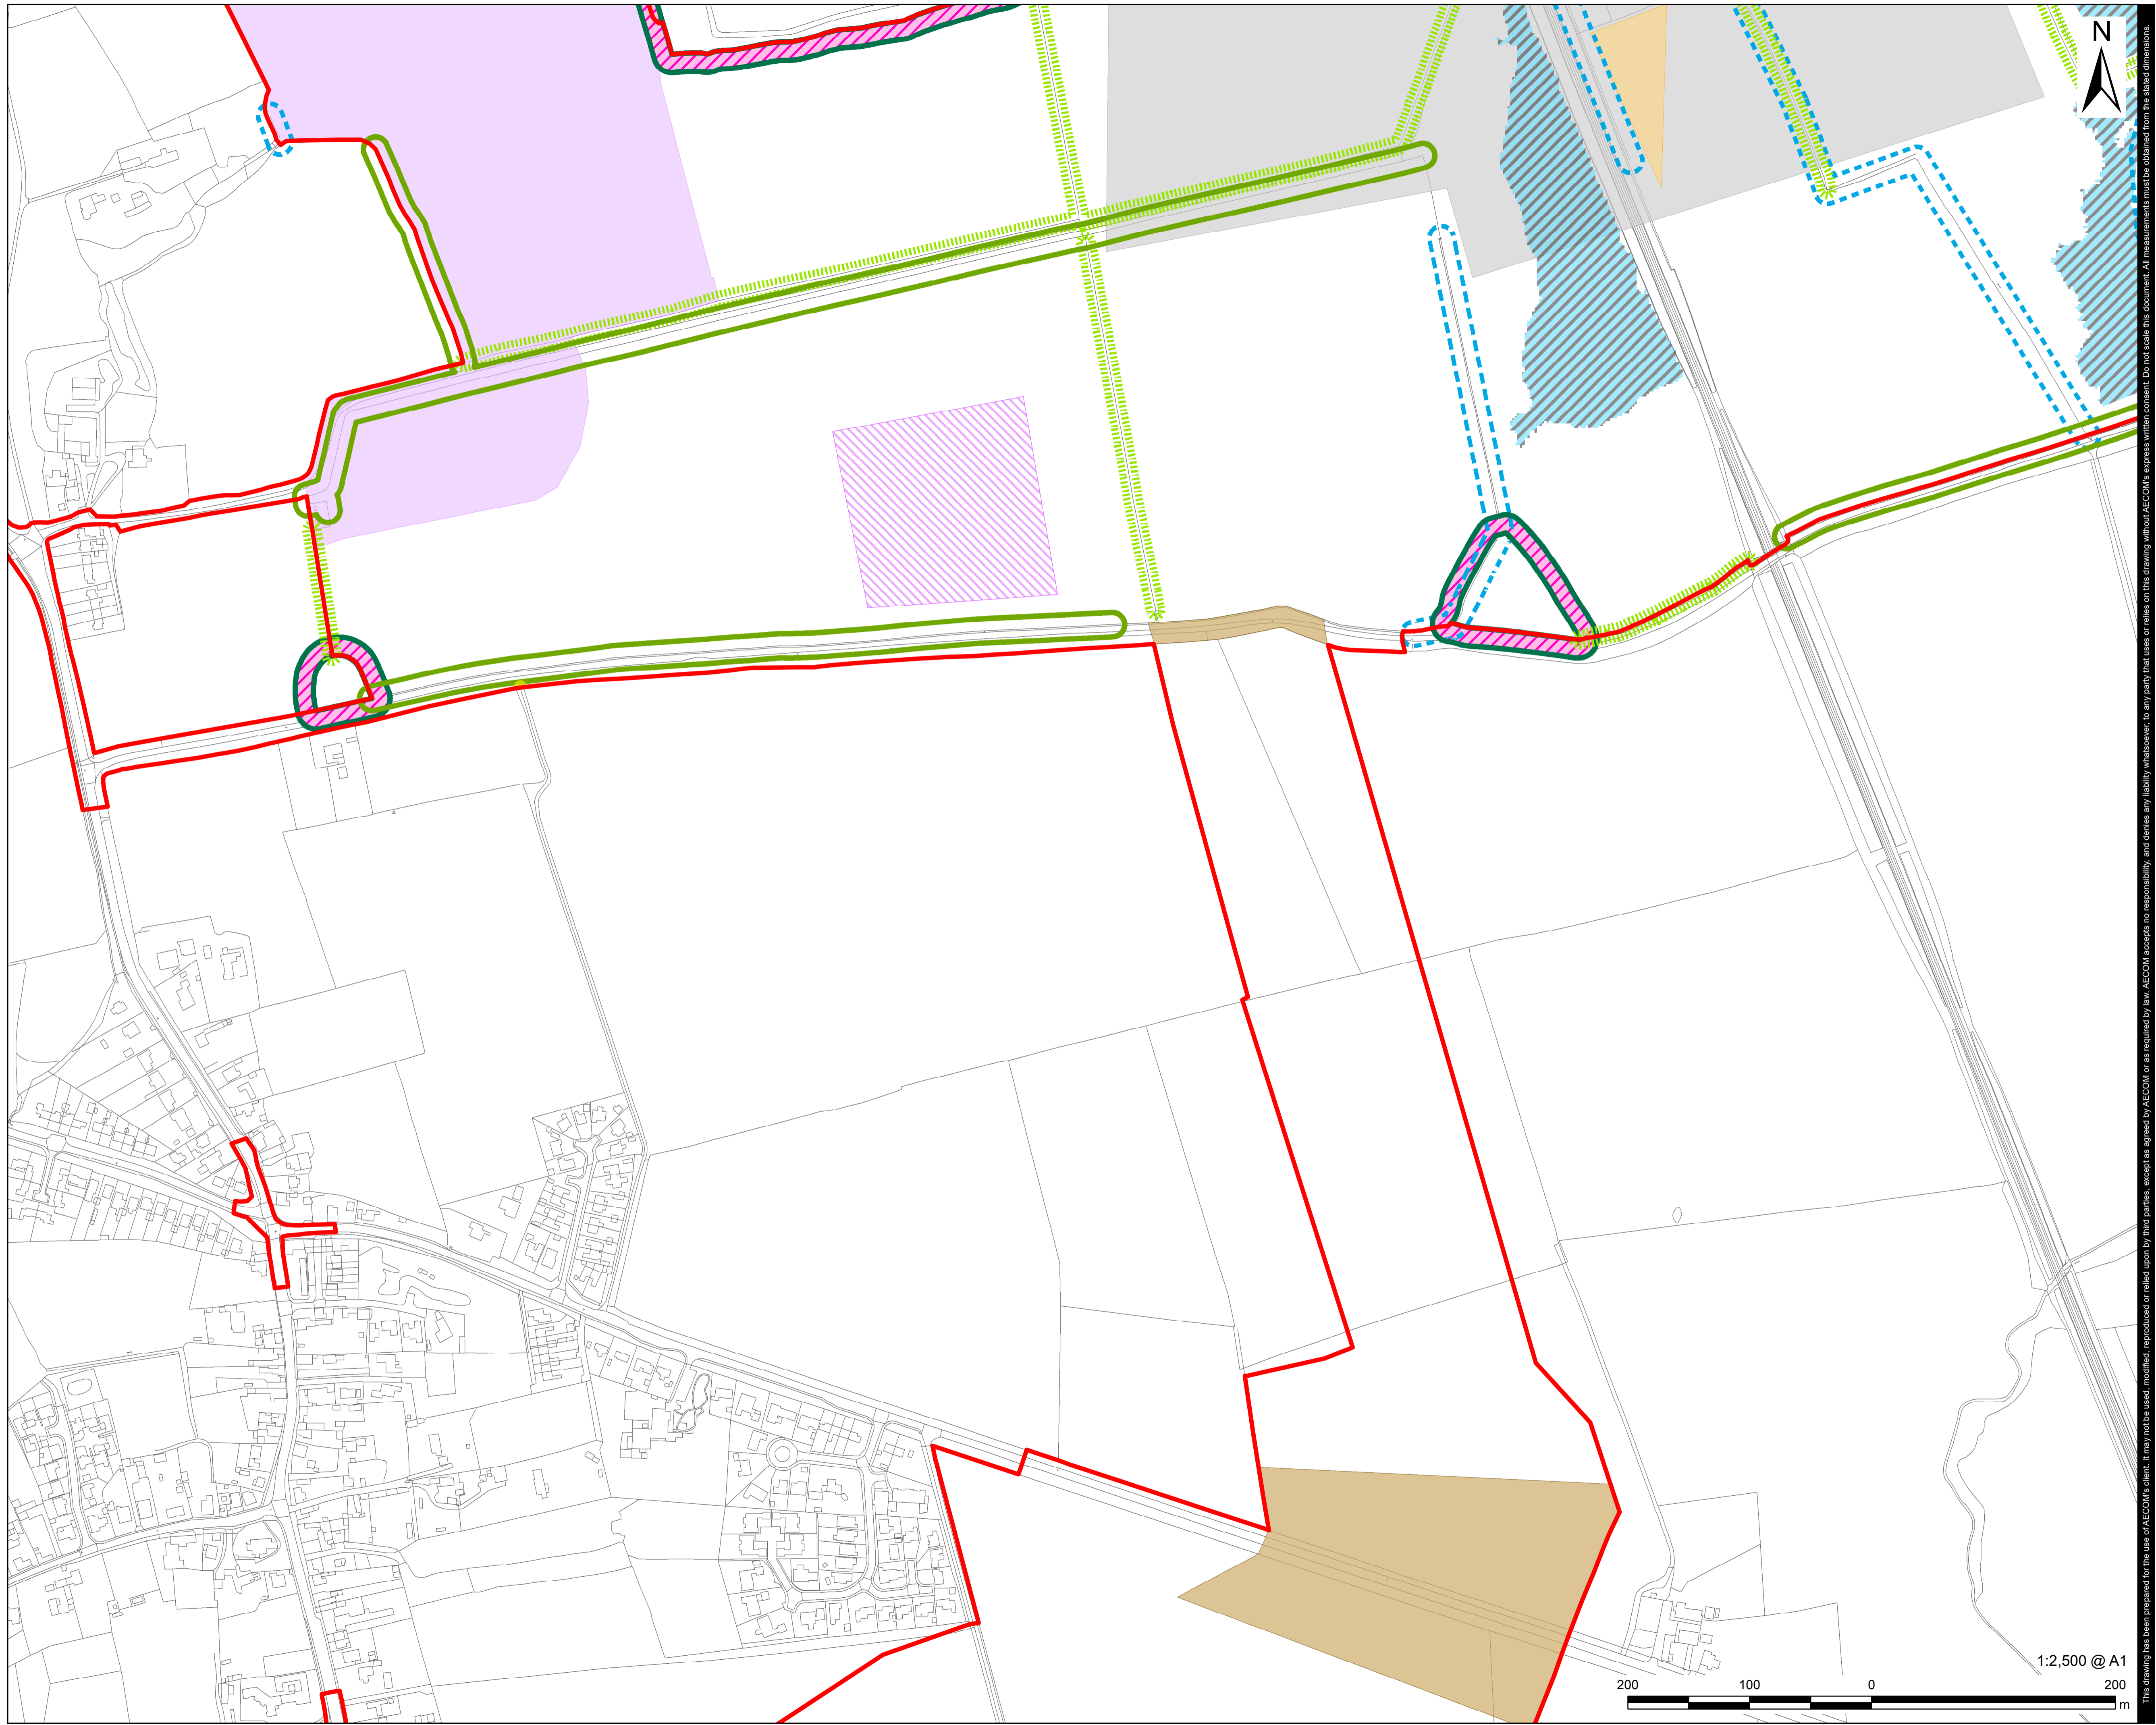 N
This drawing has been prepared for the use of AECOM's client. It may not be used, modified, reproduced or relied upon by third parties, except as agreed by AECOM or as required by law. AECOM accepts no responsibility, and denies any liability whatsoever, to any party that uses or relies on this drawing without AECOM's express written consent. Do not scale this document. All measurements must be obtained from the stated dimensions.
1:2,500 @ A1
200 100 0 200
m